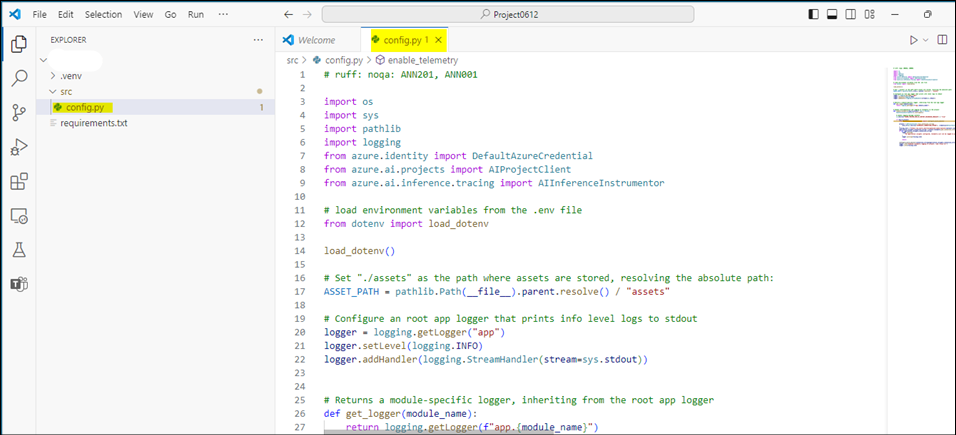 File Edit Selection View Go Run ···
Project0612
EXPLORER ···
Welcome
config.py 1 ×
src > config.py > enable_telemetry
> .venv
src
config.py 1
requirements.txt
1 # ruff: noqa: ANN201, ANN001
2
3 import os
4 import sys
5 import pathlib
6 import logging
7 from azure.identity import DefaultAzureCredential
8 from azure.ai.projects import AIProjectClient
9 from azure.ai.inference.tracing import AIInferenceInstrumentor
10
11 # load environment variables from the .env file
12 from dotenv import load_dotenv
13
14 load_dotenv()
15
16 # Set "./assets" as the path where assets are stored, resolving the absolute path:
17 ASSET_PATH = pathlib.Path(__file__).parent.resolve() / "assets"
18
19 # Configure an root app logger that prints info level logs to stdout
20 logger = logging.getLogger("app")
21 logger.setLevel(logging.INFO)
22 logger.addHandler(logging.StreamHandler(stream=sys.stdout))
23
24
25 # Returns a module-specific logger, inheriting from the root app logger
26 def get_logger(module_name):
27 return logging.getLogger(f"app.{module_name}")